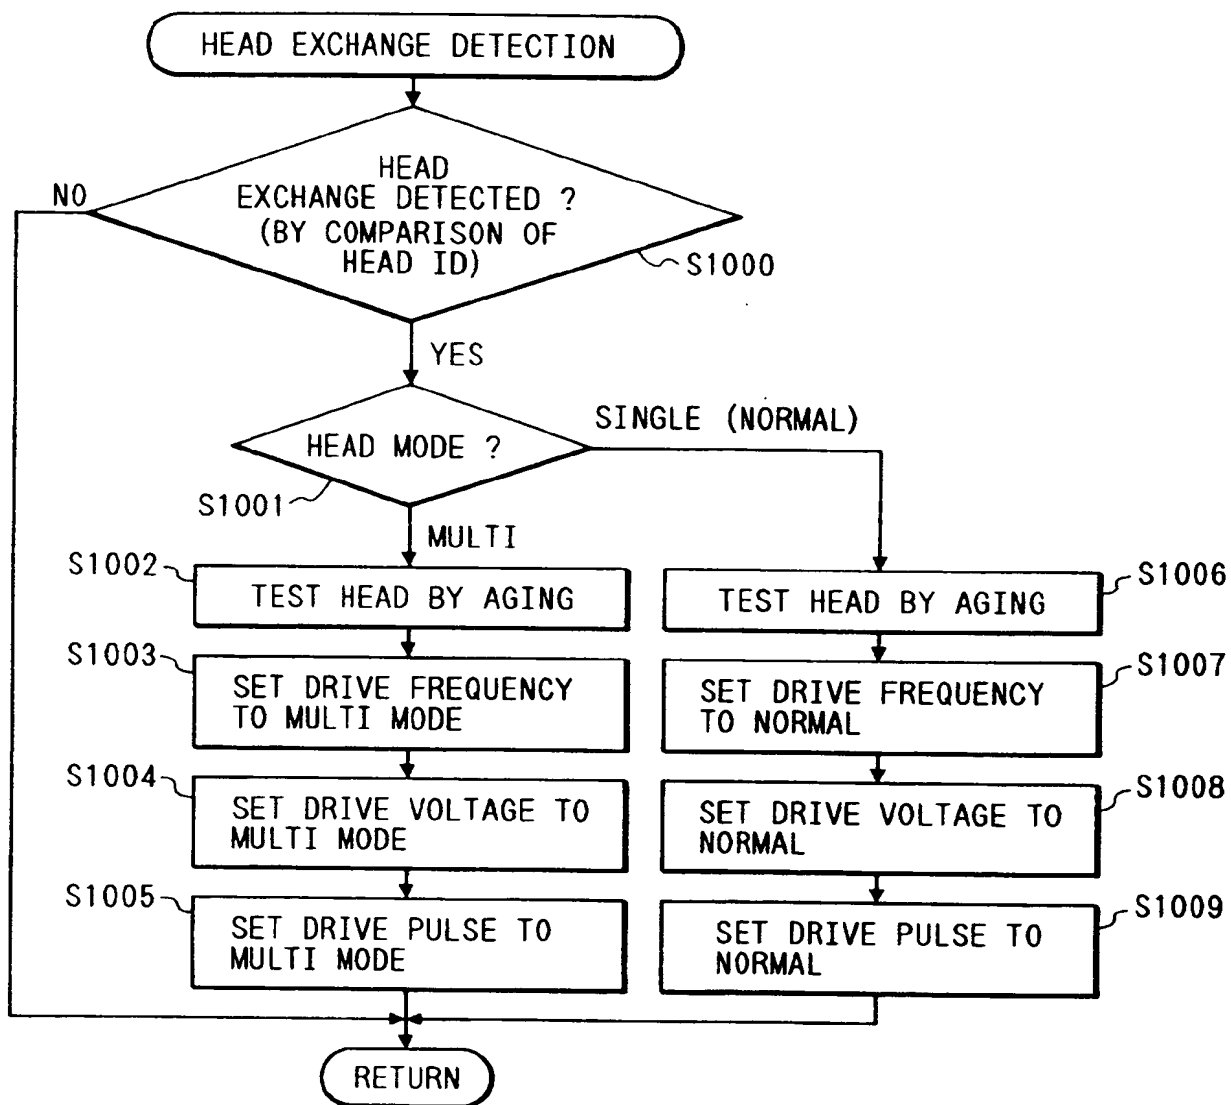 HEAD EXCHANGE DETECTION
HEAD
EXCHANGE DETECTED ?
(BY COMPARISON OF
HEAD ID)
NO
S1000
YES
HEAD MODE ?
SINGLE (NORMAL)
S1001
MULTI
S1002
TEST HEAD BY AGING
S1003
SET DRIVE FREQUENCY
TO MULTI MODE
S1004
SET DRIVE VOLTAGE TO
MULTI MODE
S1005
SET DRIVE PULSE TO
MULTI MODE
S1006
TEST HEAD BY AGING
S1007
SET DRIVE FREQUENCY
TO NORMAL
S1008
SET DRIVE VOLTAGE TO
NORMAL
S1009
SET DRIVE PULSE TO
NORMAL
RETURN